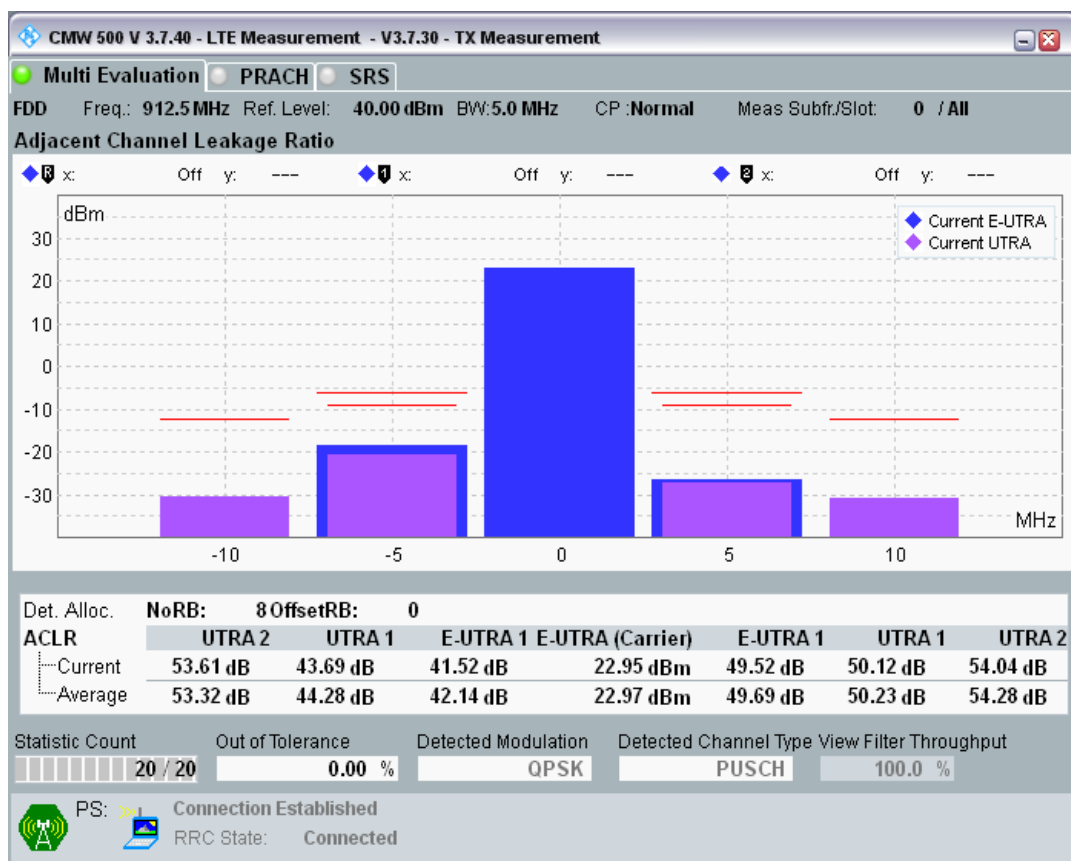 CMW 500 V 3.7.40 - LTE Measurement - V3.7.30 - TX Measurement
Multi Evaluation PRACH SRS
FDD Freq.: 912.5 MHz Ref. Level: 40.00 dBm BW:5.0 MHz CP :Normal Meas Subfr./Slot: 0 / All
Adjacent Channel Leakage Ratio
R x: Off y: --- 1 x: Off y: --- 2 x: Off y: ---
dBm
Current E-UTRA
Current UTRA
30
20
10
0
-10
-20
-30
MHz
-10 -5 0 5 10
Det. Alloc. NoRB: 8 OffsetRB: 0
ACLR UTRA 2 UTRA 1 E-UTRA 1 E-UTRA (Carrier) E-UTRA 1 UTRA 1 UTRA 2
Current 53.61 dB 43.69 dB 41.52 dB 22.95 dBm 49.52 dB 50.12 dB 54.04 dB
Average 53.32 dB 44.28 dB 42.14 dB 22.97 dBm 49.69 dB 50.23 dB 54.28 dB
Statistic Count Out of Tolerance Detected Modulation Detected Channel Type View Filter Throughput
20 / 20 0.00 % QPSK PUSCH 100.0 %
PS: Connection Established
RRC State: Connected